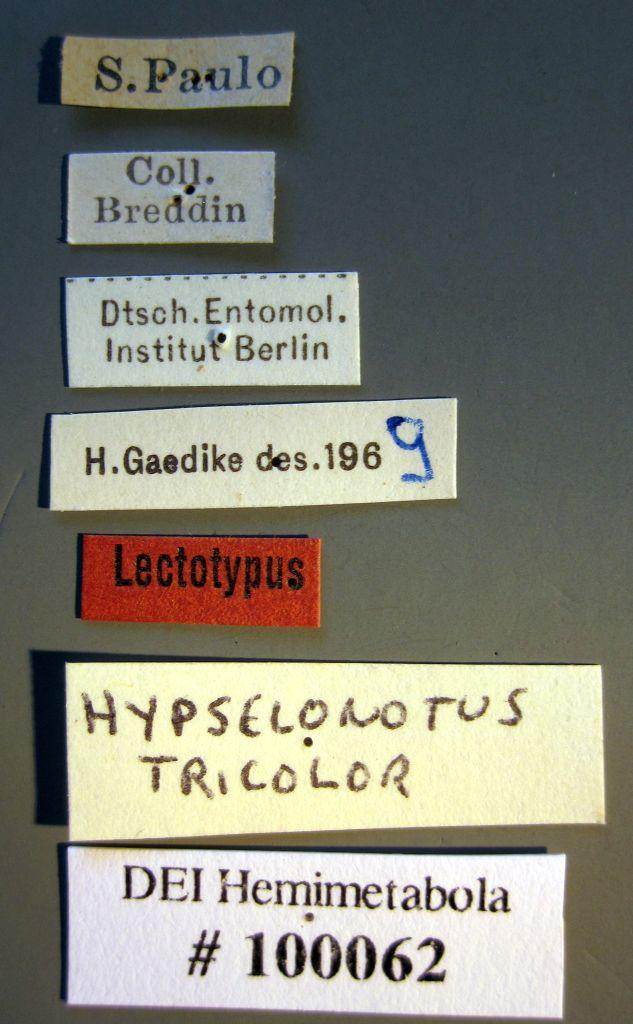 S.Paulo
Coll.
Breddin
Dtsch.Entomol.
Institut Berlin
H.Gaedike des.1969
Lectotypus
HYPSELONOTUS
TRICOLOR
DEI Hemimetabola
# 100062